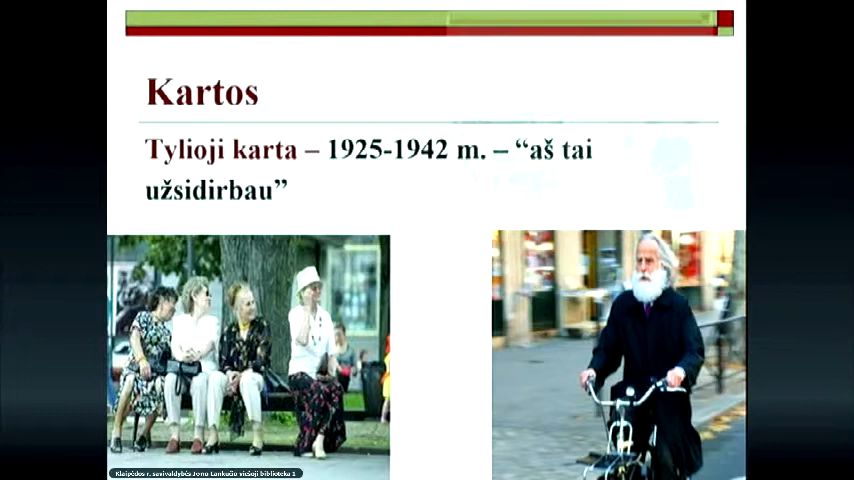 Kartos
Tylioji karta – 1925-1942 m. – “aš tai
užsidirbau”
Klaipėdos r. savivaldybės Jono Lankučio viešoji biblioteka 1